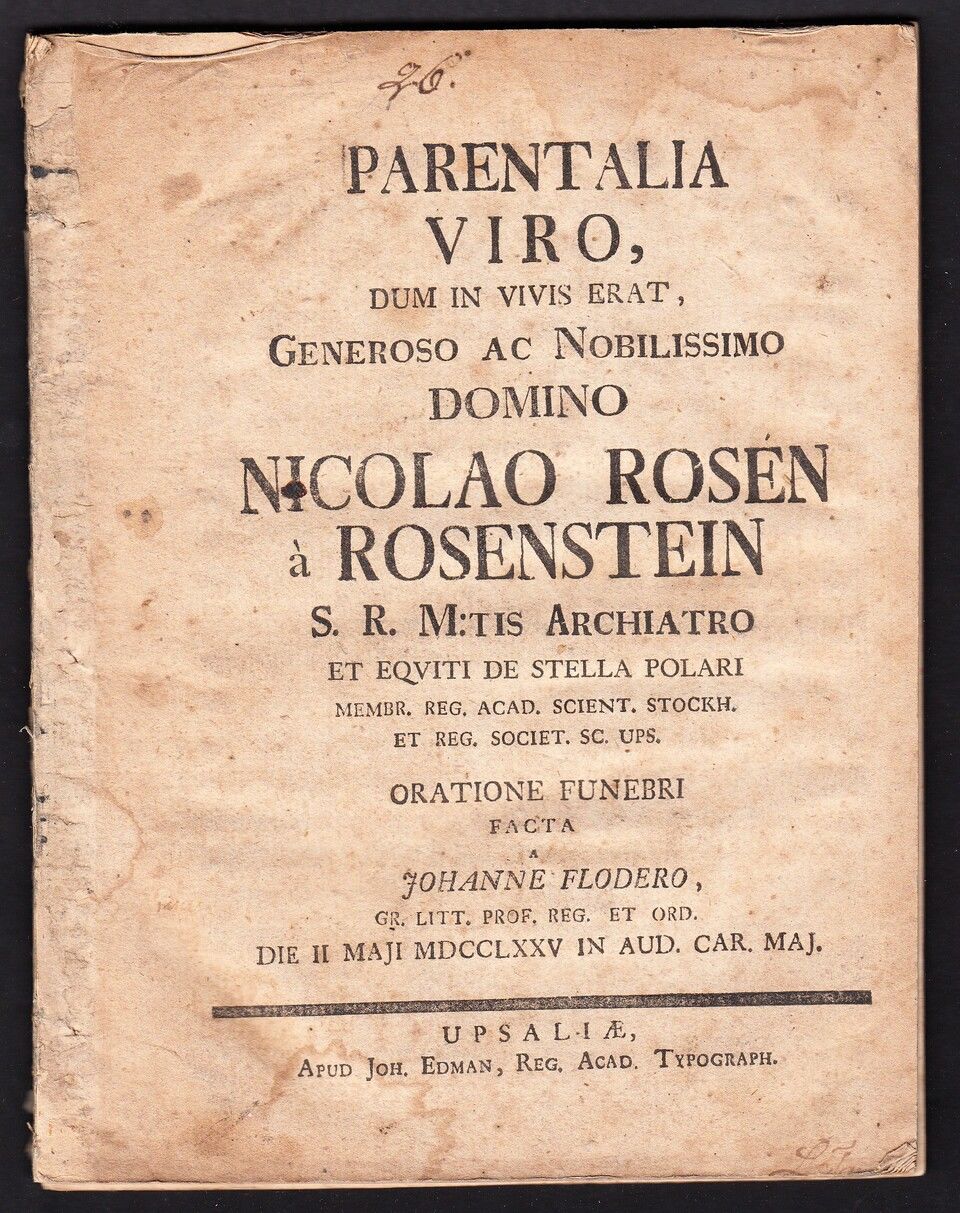 26.
PARENTALIA
VIRO,
DUM IN VIVIS ERAT,
GENEROSO AC NOBILISSIMO
DOMINO
NICOLAO ROSÉN
à ROSENSTEIN
S. R. M:TIS ARCHIATRO
ET EQVITI DE STELLA POLARI
MEMBR. REG. ACAD. SCIENT. STOCKH.
ET REG. SOCIET. SC. UPS.
ORATIONE FUNEBRI
FACTA
A
JOHANNE FLODERO,
GR. LITT. PROF. REG. ET ORD.
DIE II MAJI MDCCLXXV IN AUD. CAR. MAJ.
UPSALIÆ,
APUD JOH. EDMAN, REG. ACAD. TYPOGRAPH.